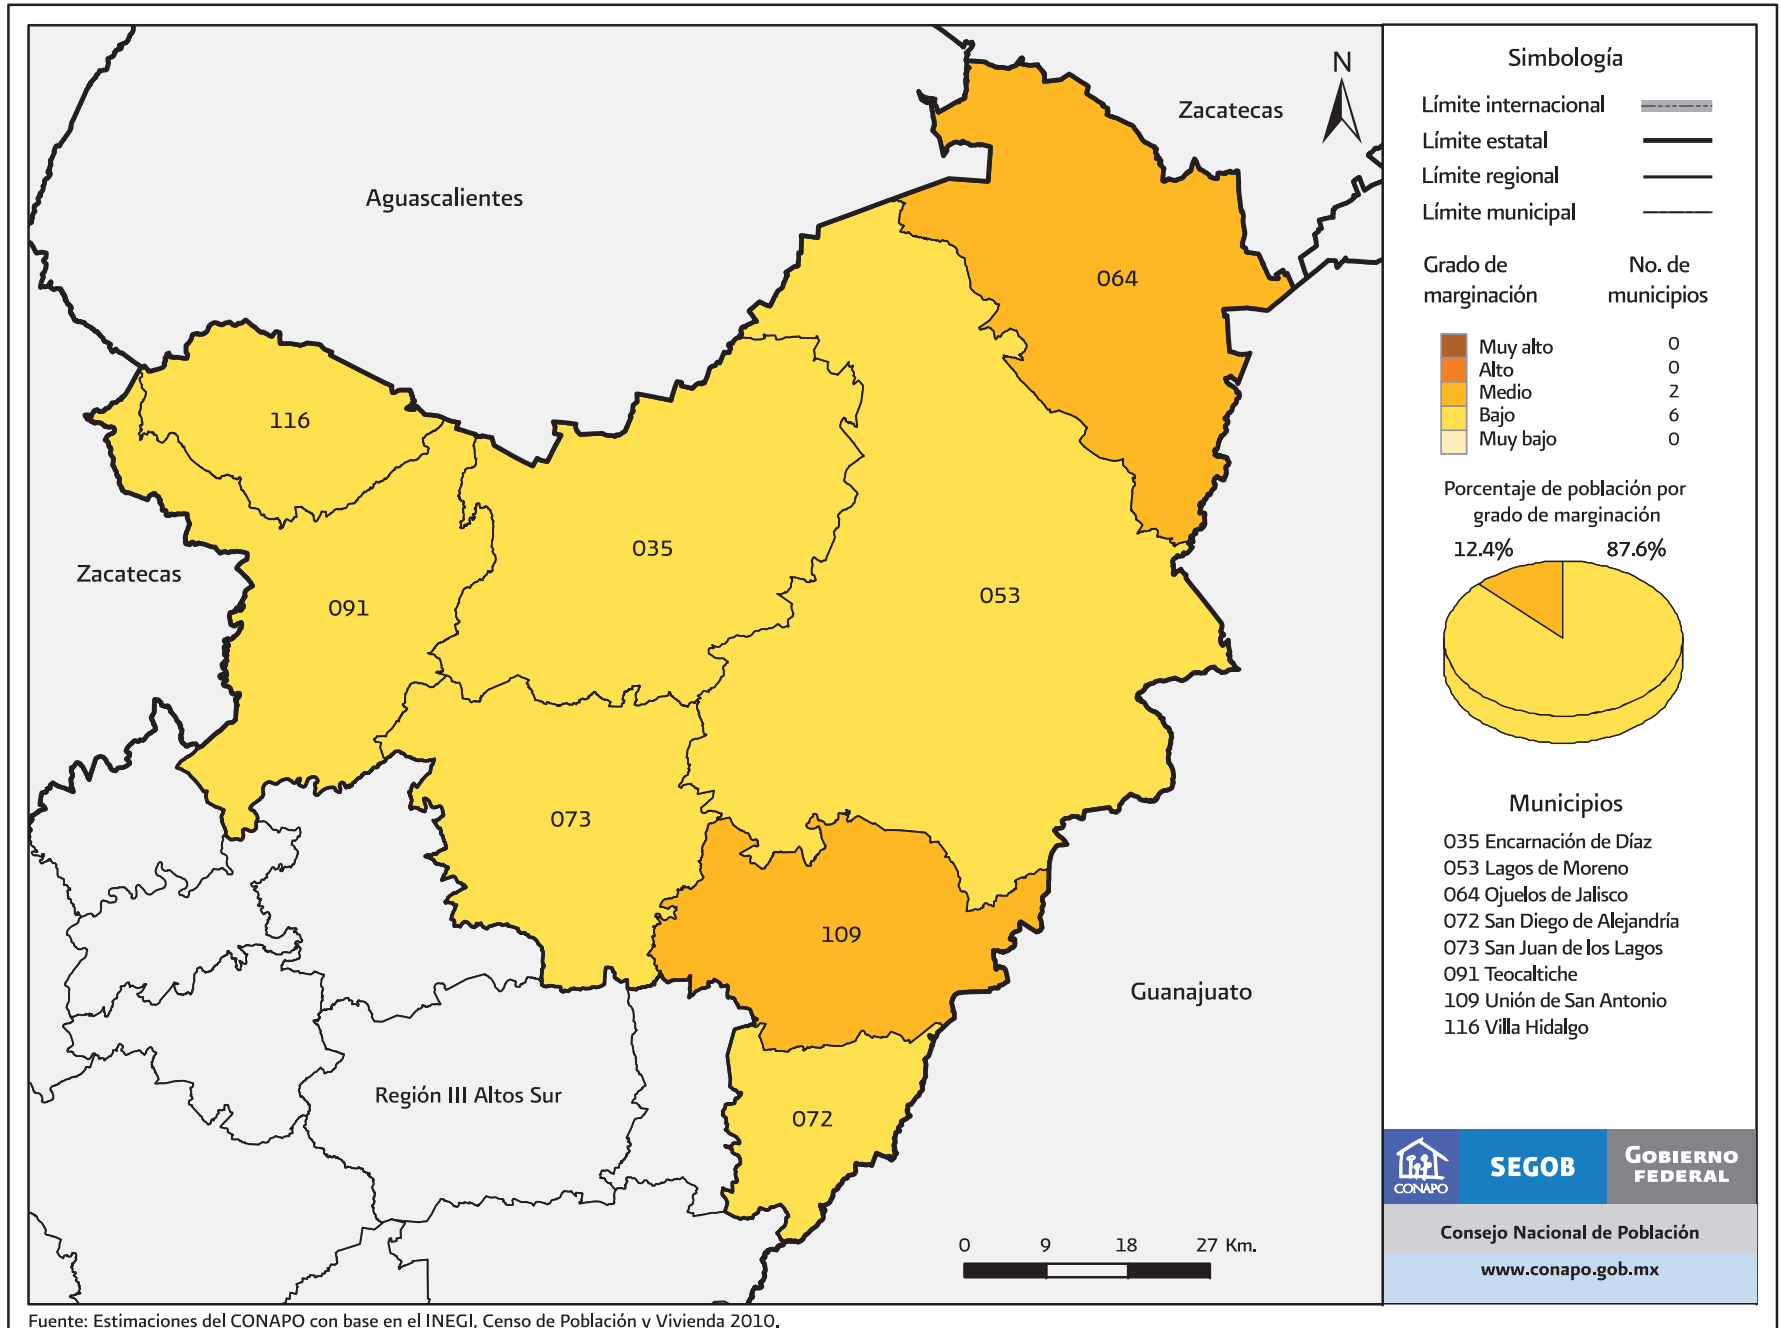 Aguascalientes
Zacatecas
N
064
116
035
Zacatecas
091
053
073
109
Guanajuato
Región III Altos Sur
072
0 9 18 27 Km.
Simbología
Límite internacional
Límite estatal
Límite regional
Límite municipal
Grado de marginación No. de municipios
Muy alto 0
Alto 0
Medio 2
Bajo 6
Muy bajo 0
Porcentaje de población por
grado de marginación
12.4% 87.6%
Municipios
035 Encarnación de Díaz
053 Lagos de Moreno
064 Ojuelos de Jalisco
072 San Diego de Alejandría
073 San Juan de los Lagos
091 Teocaltiche
109 Unión de San Antonio
116 Villa Hidalgo
CONAPO
SEGOB
GOBIERNO
FEDERAL
Consejo Nacional de Población
www.conapo.gob.mx
Fuente: Estimaciones del CONAPO con base en el INEGI, Censo de Población y Vivienda 2010.